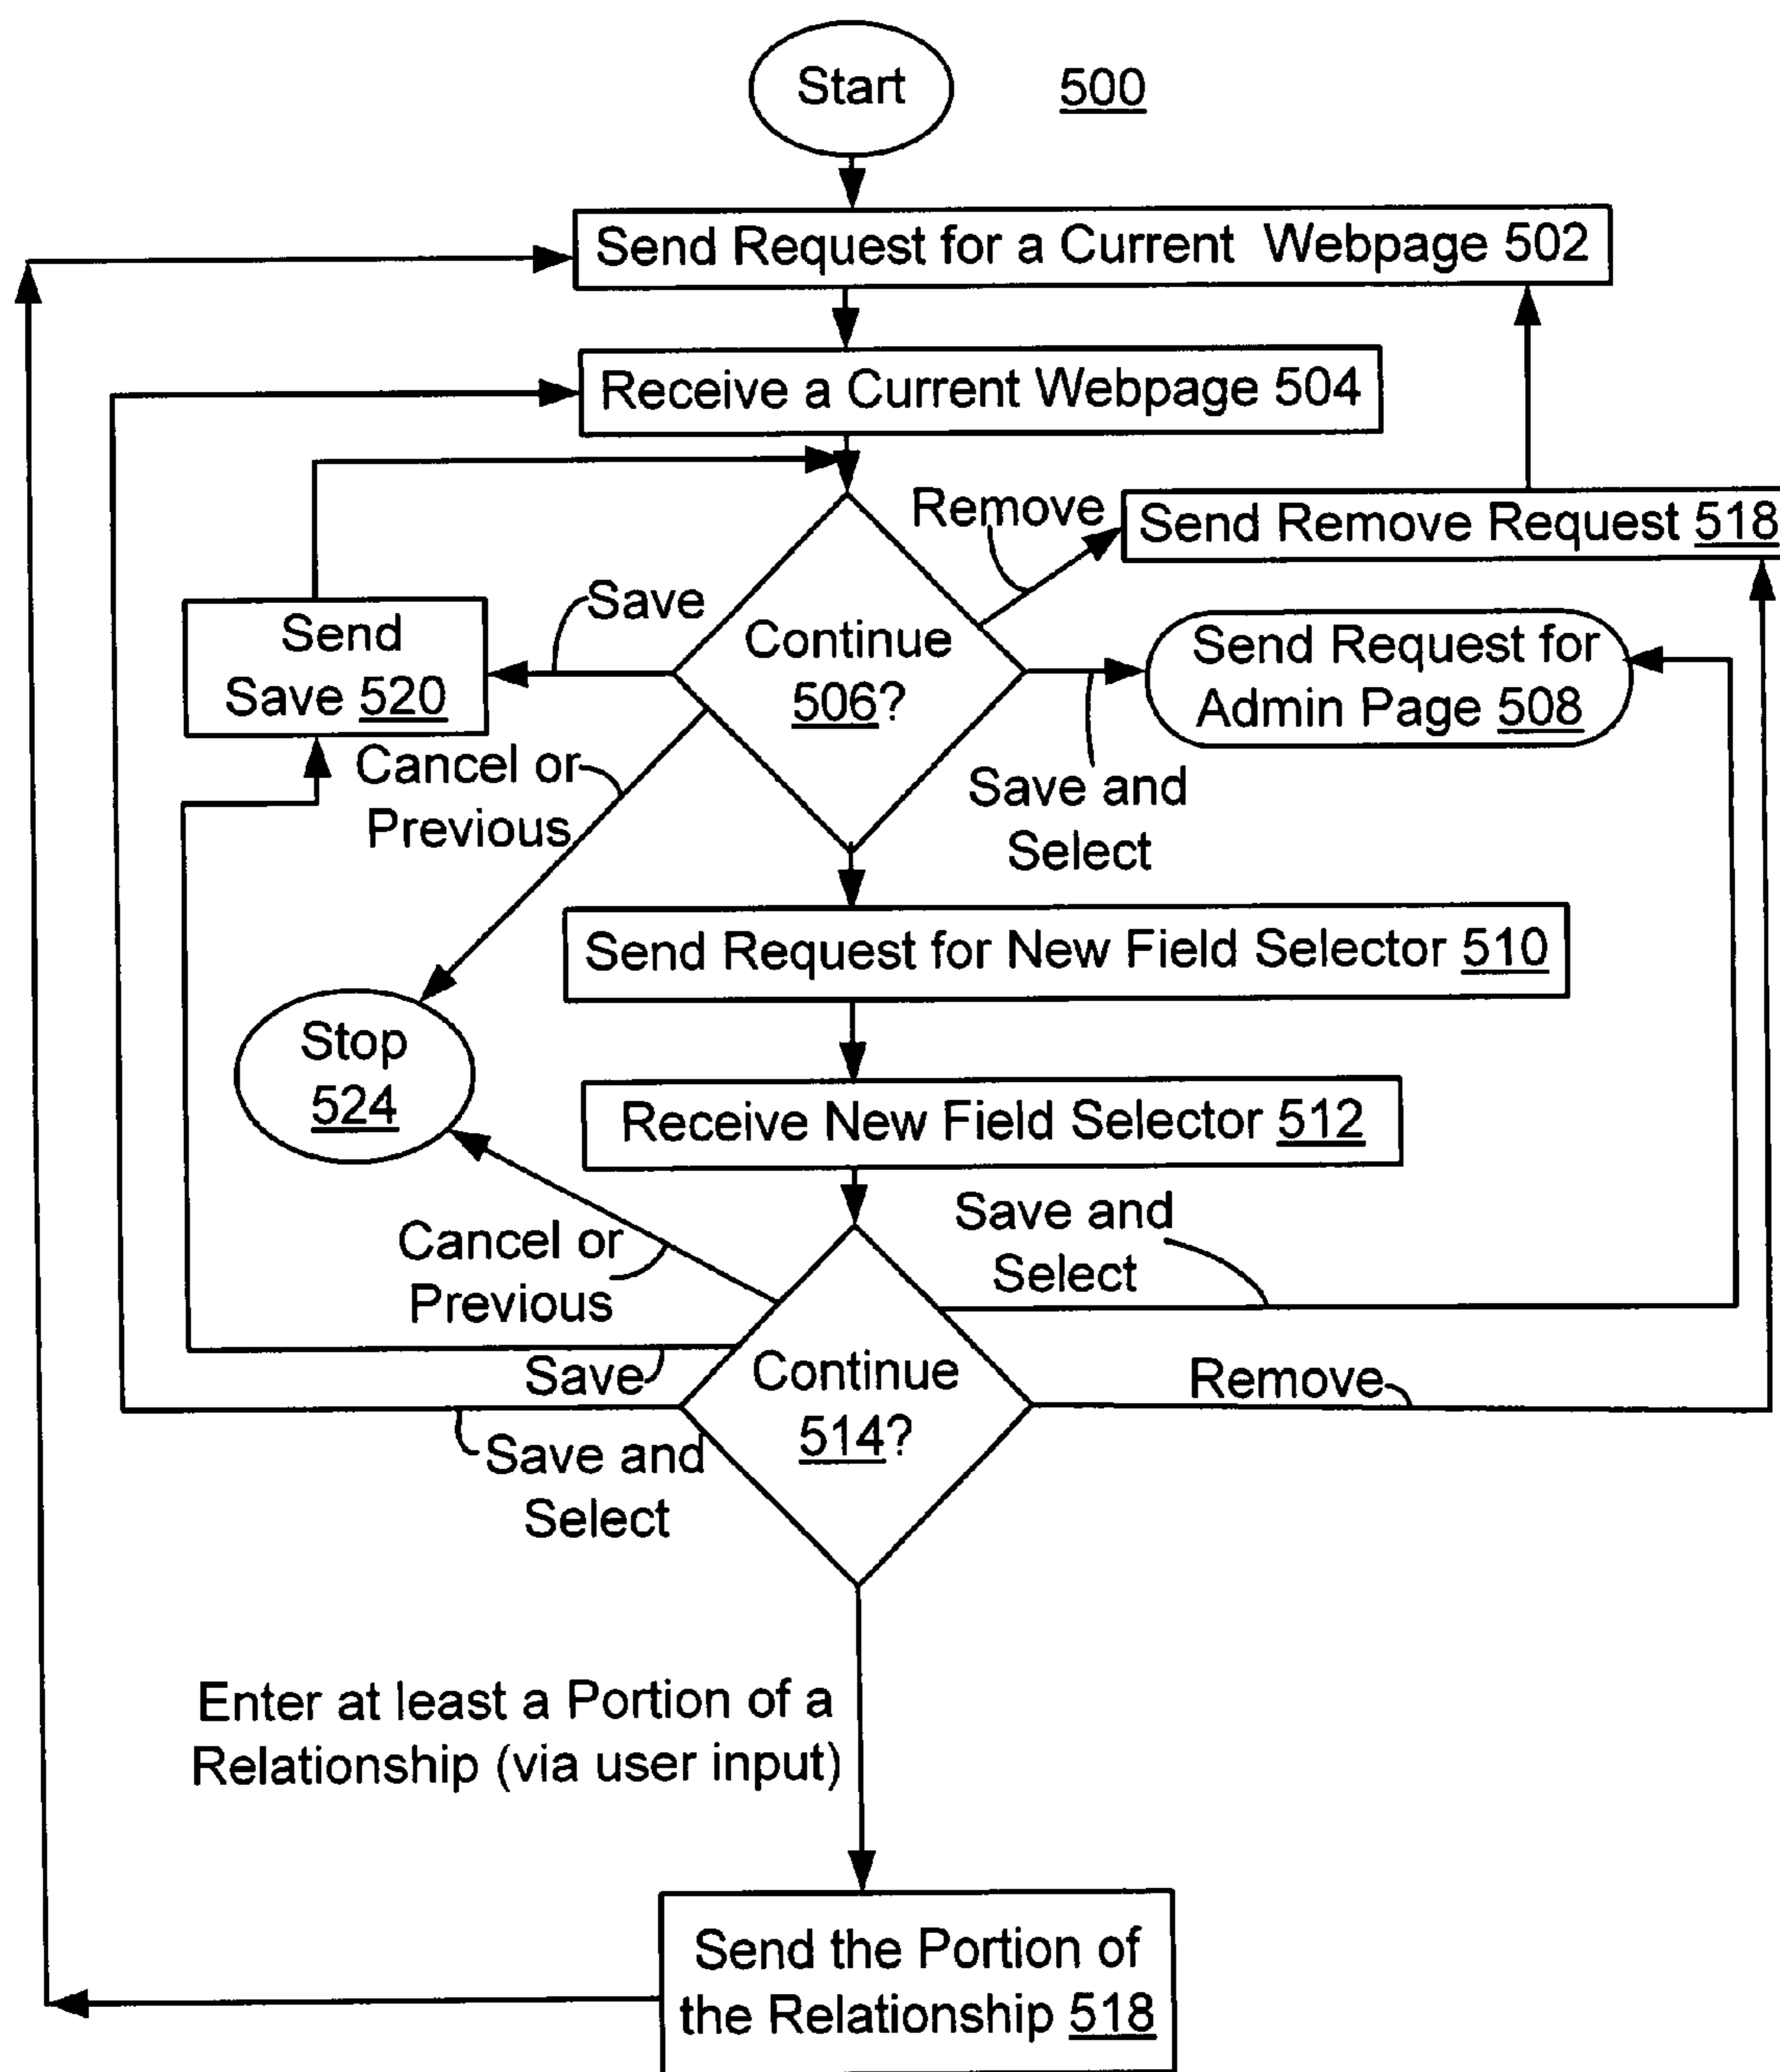 Start
500
Send Request for a Current Webpage 502
Receive a Current Webpage 504
Remove
Send Remove Request 518
Save
Send
Save 520
Continue
506?
Send Request for
Admin Page 508
Cancel or
Previous
Save and
Select
Send Request for New Field Selector 510
Stop
524
Receive New Field Selector 512
Save and
Select
Cancel or
Previous
Save
Continue
514?
Remove
Save and
Select
Enter at least a Portion of a
Relationship (via user input)
Send the Portion of
the Relationship 518